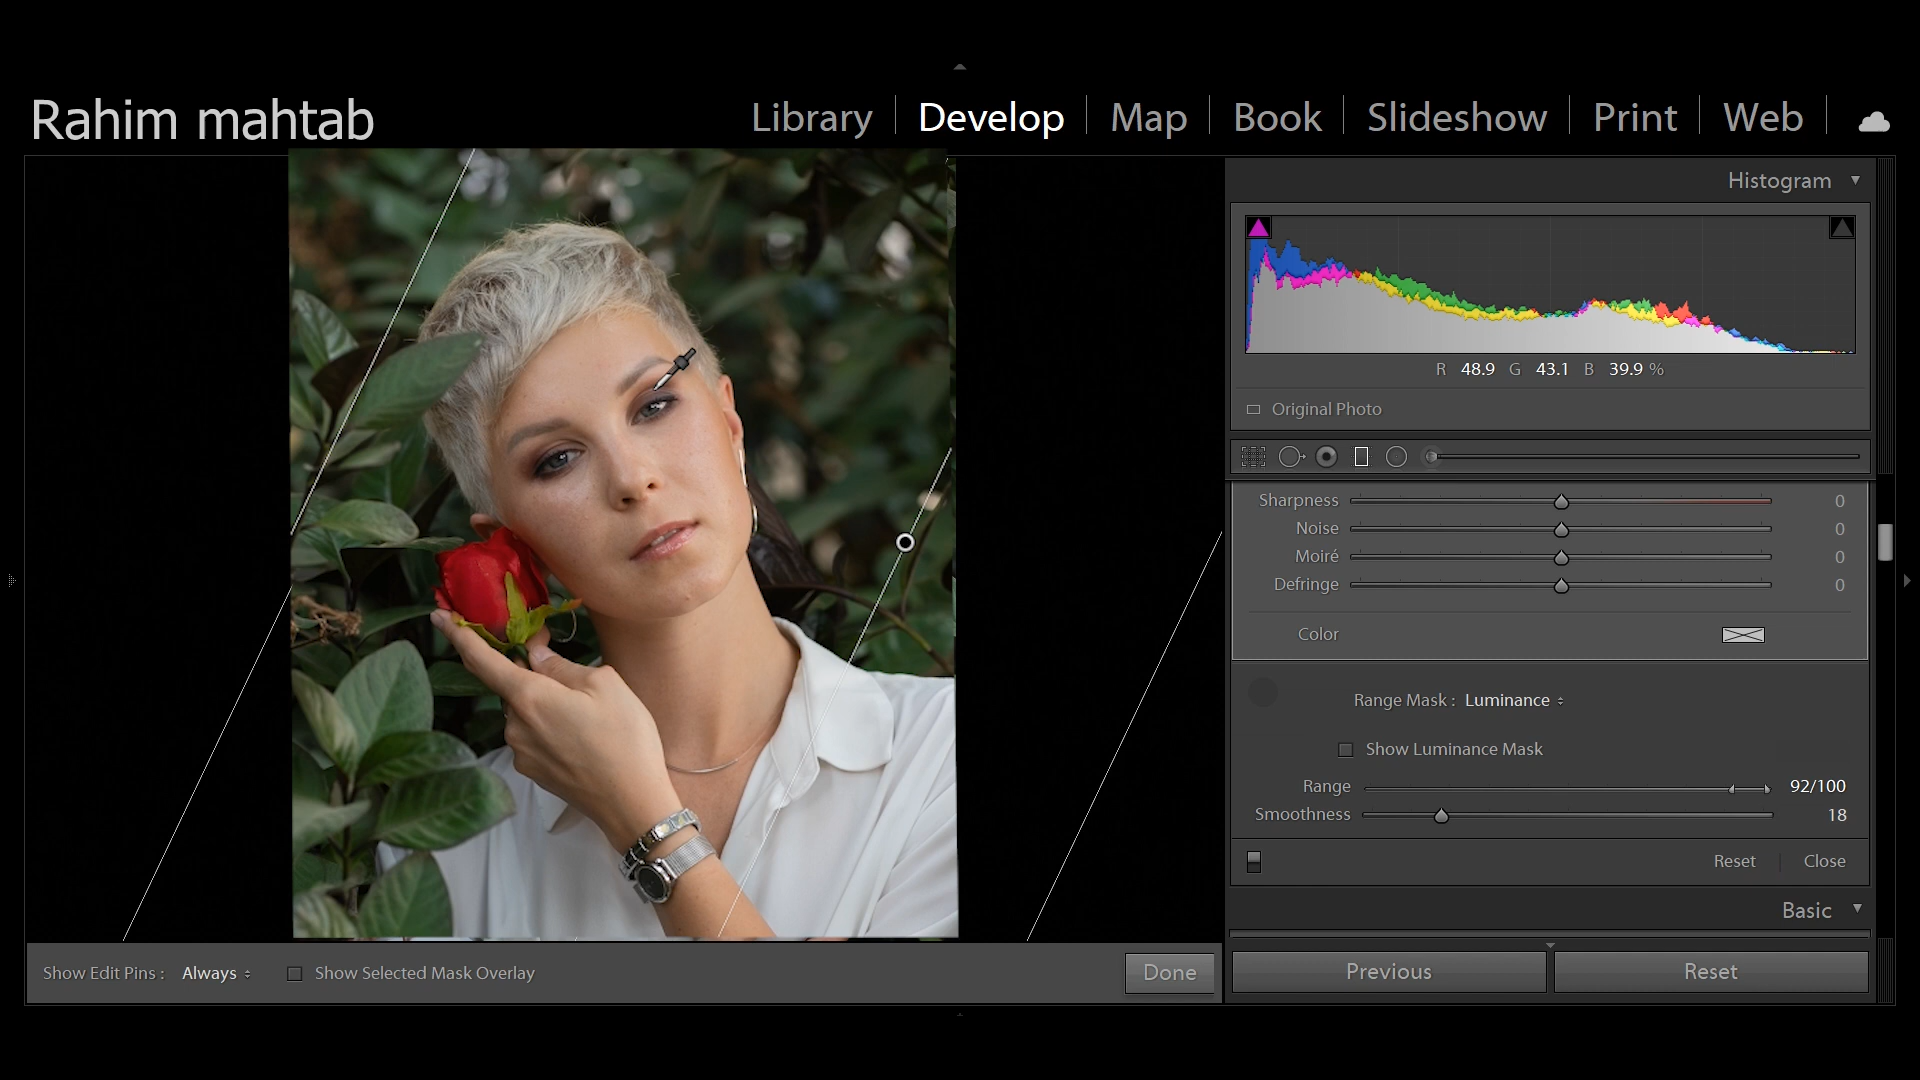 Rahim mahtab
Library Develop Map Book Slideshow Print Web
Histogram
R 48.9 G 43.1 B 39.9 %
Original Photo
Sharpness 0
Noise 0
Moiré 0
Defringe 0
Color
Range Mask : Luminance
Show Luminance Mask
Range 92/100
Smoothness 18
Reset Close
Basic
Show Edit Pins : Always Show Selected Mask Overlay Done
Previous Reset